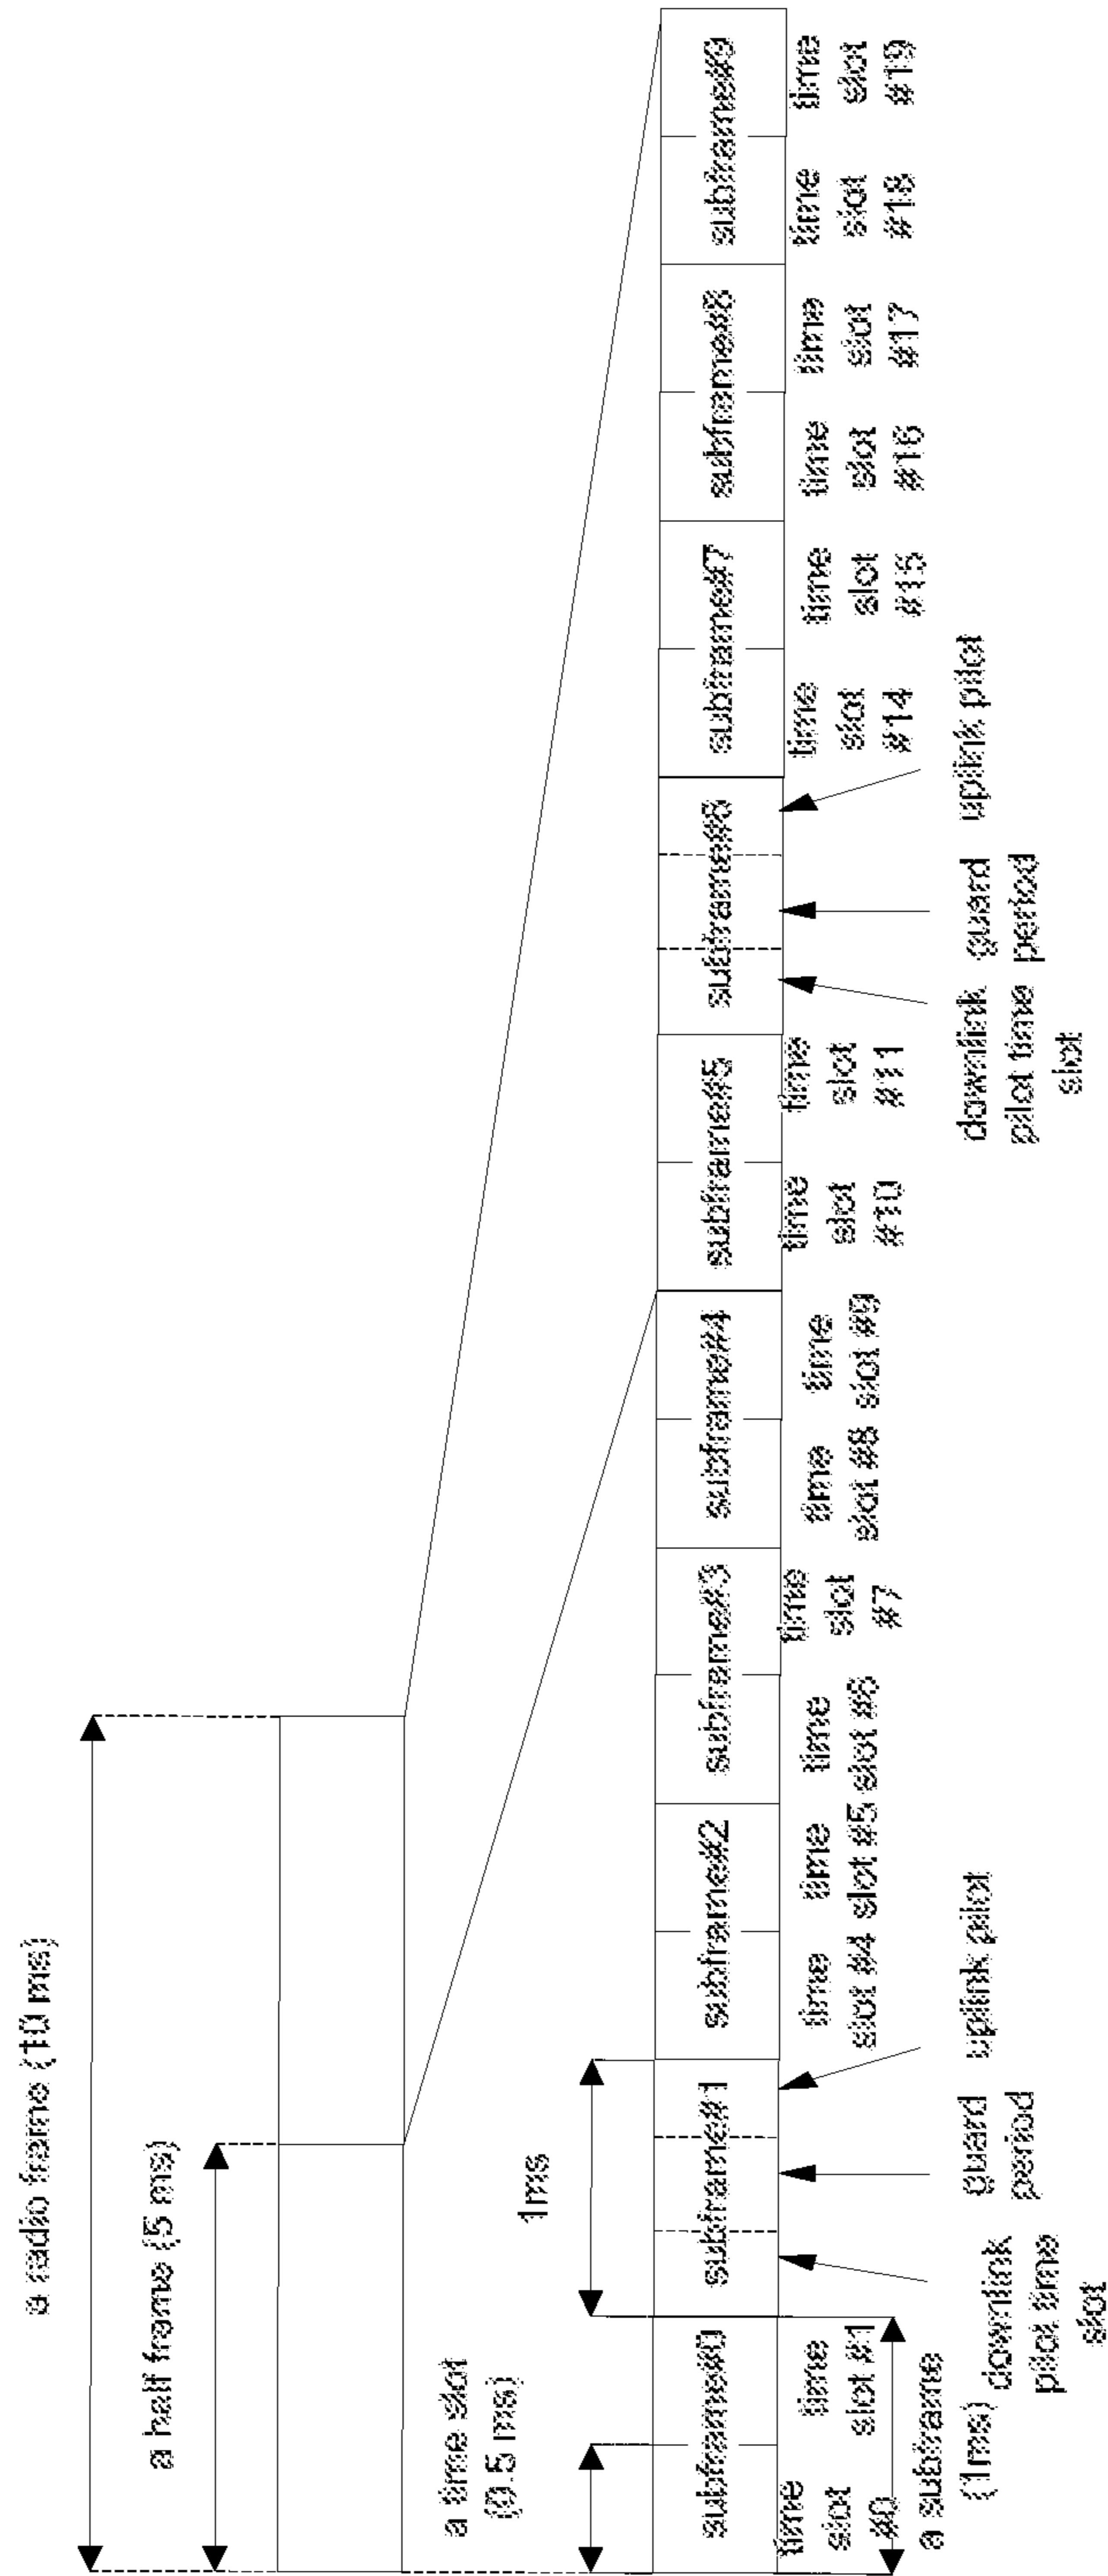 a radio frame (10 ms)
a half frame (5 ms)
a time slot
(0.5 ms)
1ms
subframe#0
subframe#1
subframe#2
subframe#3
subframe#4
subframe#5
subframe#6
subframe#7
subframe#8
subframe#9
time
slot
#0
time
slot #1
time
slot #4
time
slot #5
time
slot #6
time
slot
#7
time
slot #8
time
slot #9
time
slot
#10
time
slot
#11
time
slot
#14
time
slot
#15
time
slot
#16
time
slot
#17
time
slot
#18
time
slot
#19
a subframe
(1ms)
downlink
pilot time
slot
guard
period
uplink pilot
downlink
pilot time
slot
guard
period
uplink pilot